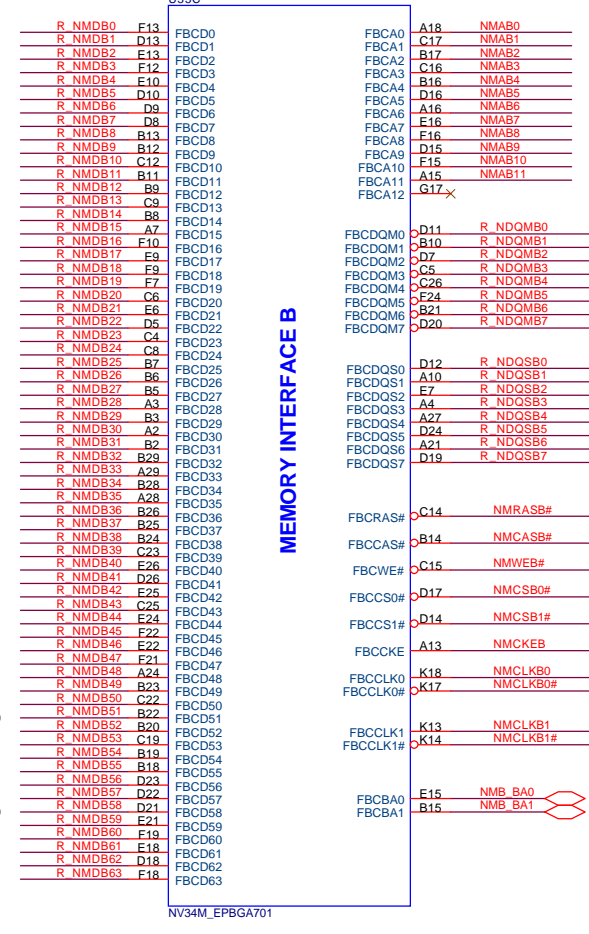 R_NMDB0 F13 FBCD0
R_NMDB1 D13 FBCD1
R_NMDB2 E13 FBCD2
R_NMDB3 F12 FBCD3
R_NMDB4 E10 FBCD4
R_NMDB5 D10 FBCD5
R_NMDB6 D9 FBCD6
R_NMDB7 D8 FBCD7
R_NMDB8 B13 FBCD8
R_NMDB9 B12 FBCD9
R_NMDB10 C12 FBCD10
R_NMDB11 B11 FBCD11
R_NMDB12 B9 FBCD12
R_NMDB13 C9 FBCD13
R_NMDB14 B8 FBCD14
R_NMDB15 A7 FBCD15
R_NMDB16 F10 FBCD16
R_NMDB17 E9 FBCD17
R_NMDB18 F9 FBCD18
R_NMDB19 F7 FBCD19
R_NMDB20 C6 FBCD20
R_NMDB21 E6 FBCD21
R_NMDB22 D5 FBCD22
R_NMDB23 C4 FBCD23
R_NMDB24 C8 FBCD24
R_NMDB25 B7 FBCD25
R_NMDB26 B6 FBCD26
R_NMDB27 B5 FBCD27
R_NMDB28 A3 FBCD28
R_NMDB29 B3 FBCD29
R_NMDB30 A2 FBCD30
R_NMDB31 B2 FBCD31
R_NMDB32 B29 FBCD32
R_NMDB33 A29 FBCD33
R_NMDB34 B28 FBCD34
R_NMDB35 A28 FBCD35
R_NMDB36 B26 FBCD36
R_NMDB37 B25 FBCD37
R_NMDB38 B24 FBCD38
R_NMDB39 C23 FBCD39
R_NMDB40 E26 FBCD40
R_NMDB41 D26 FBCD41
R_NMDB42 E25 FBCD42
R_NMDB43 C25 FBCD43
R_NMDB44 E24 FBCD44
R_NMDB45 F22 FBCD45
R_NMDB46 E22 FBCD46
R_NMDB47 F21 FBCD47
R_NMDB48 A24 FBCD48
R_NMDB49 B23 FBCD49
R_NMDB50 C22 FBCD50
R_NMDB51 B22 FBCD51
R_NMDB52 B20 FBCD52
R_NMDB53 C19 FBCD53
R_NMDB54 B19 FBCD54
R_NMDB55 B18 FBCD55
R_NMDB56 D23 FBCD56
R_NMDB57 D22 FBCD57
R_NMDB58 D21 FBCD58
R_NMDB59 E21 FBCD59
R_NMDB60 F19 FBCD60
R_NMDB61 E18 FBCD61
R_NMDB62 D18 FBCD62
R_NMDB63 F18 FBCD63
MEMORY INTERFACE B
FBCA0 A18 NMAB0
FBCA1 C17 NMAB1
FBCA2 B17 NMAB2
FBCA3 C16 NMAB3
FBCA4 B16 NMAB4
FBCA5 D16 NMAB5
FBCA6 A16 NMAB6
FBCA7 E16 NMAB7
FBCA8 F16 NMAB8
FBCA9 D15 NMAB9
FBCA10 F15 NMAB10
FBCA11 A15 NMAB11
FBCA12 G17
FBCDQM0 D11 R_NDQMB0
FBCDQM1 B10 R_NDQMB1
FBCDQM2 D7 R_NDQMB2
FBCDQM3 C5 R_NDQMB3
FBCDQM4 C26 R_NDQMB4
FBCDQM5 F24 R_NDQMB5
FBCDQM6 B21 R_NDQMB6
FBCDQM7 D20 R_NDQMB7
FBCDQS0 D12 R_NDQSB0
FBCDQS1 A10 R_NDQSB1
FBCDQS2 E7 R_NDQSB2
FBCDQS3 A4 R_NDQSB3
FBCDQS4 A27 R_NDQSB4
FBCDQS5 D24 R_NDQSB5
FBCDQS6 A21 R_NDQSB6
FBCDQS7 D19 R_NDQSB7
FBCRAS# C14 NMRASB#
FBCCAS# B14 NMCASB#
FBCWE# C15 NMWEB#
FBCCS0# D17 NMCSB0#
FBCCS1# D14 NMCSB1#
FBCCKE A13 NMCKEB
FBCCLK0 K18 NMCLKB0
FBCCLK0# K17 NMCLKB0#
FBCCLK1 K13 NMCLKB1
FBCCLK1# K14 NMCLKB1#
FBCBA0 E15 NMB_BA0
FBCBA1 B15 NMB_BA1
NV34M_EPBGA701